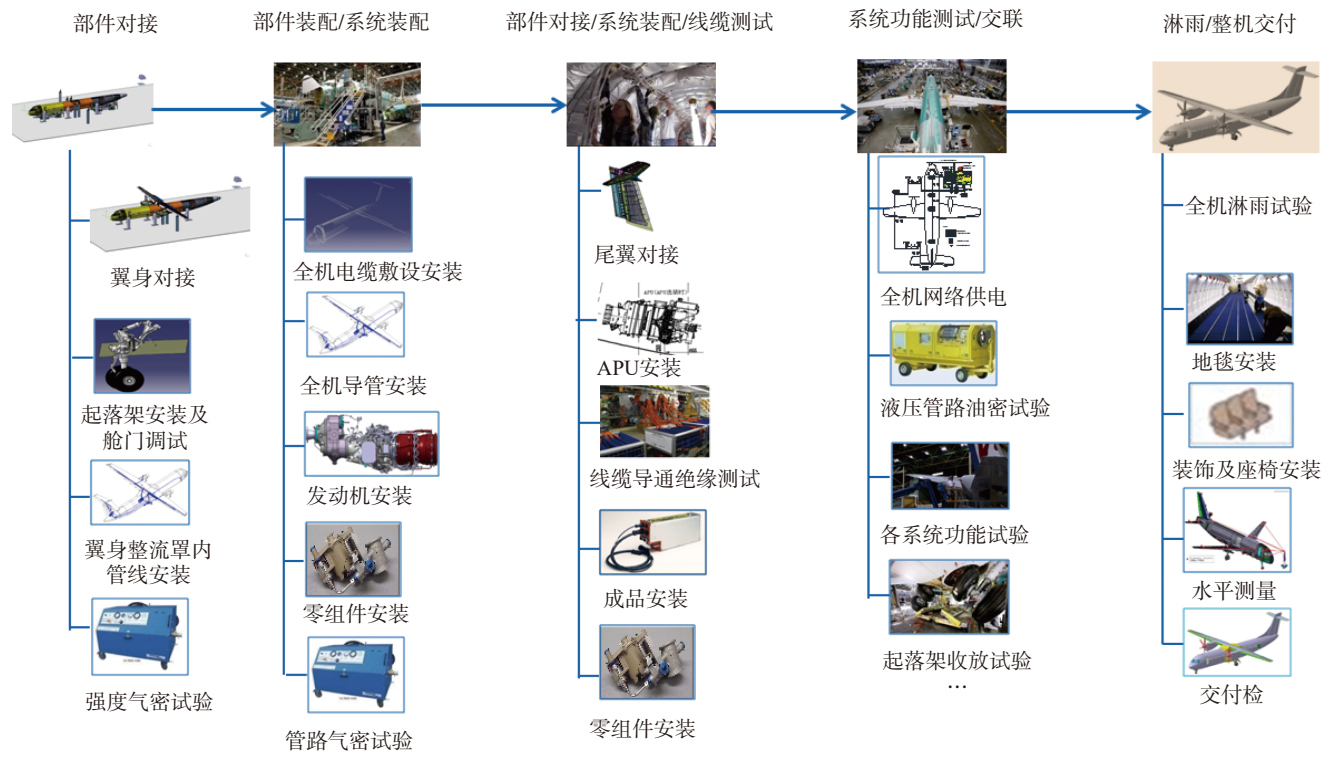 部件对接
部件装配/系统装配
部件对接/系统装配/线缆测试
系统功能测试/交联
淋雨/整机交付
翼身对接
起落架安装及
舱门调试
翼身整流罩内
管线安装
强度气密试验
全机电缆敷设安装
全机导管安装
发动机安装
零组件安装
管路气密试验
尾翼对接
APU安装
线缆导通绝缘测试
成品安装
零组件安装
全机网络供电
液压管路油密试验
各系统功能试验
起落架收放试验
…
全机淋雨试验
地毯安装
装饰及座椅安装
水平测量
交付检